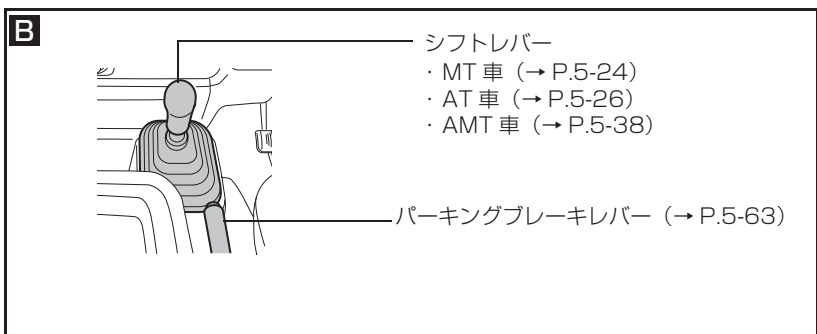 B
シフトレバー
· MT 車（→ P.5-24）
· AT 車（→ P.5-26）
· AMT 車（→ P.5-38）
パーキングブレーキレバー（→ P.5-63）